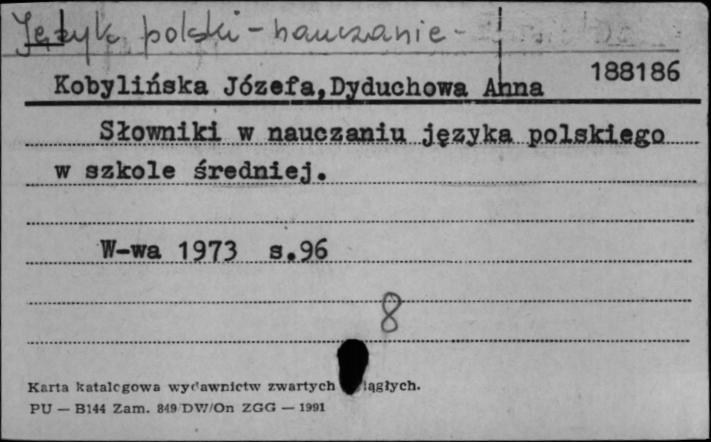 Język polski - nauczanie -
188186
Kobylińska Józefa,Dyduchowa Anna
Słowniki w nauczaniu języka polskiego
w szkole średniej.
W-wa 1973 s.96
8
Karta katalogowa wydawnictw zwartych ciągłych.
PU — B144 Zam. 849/DW/On ZGG — 1991